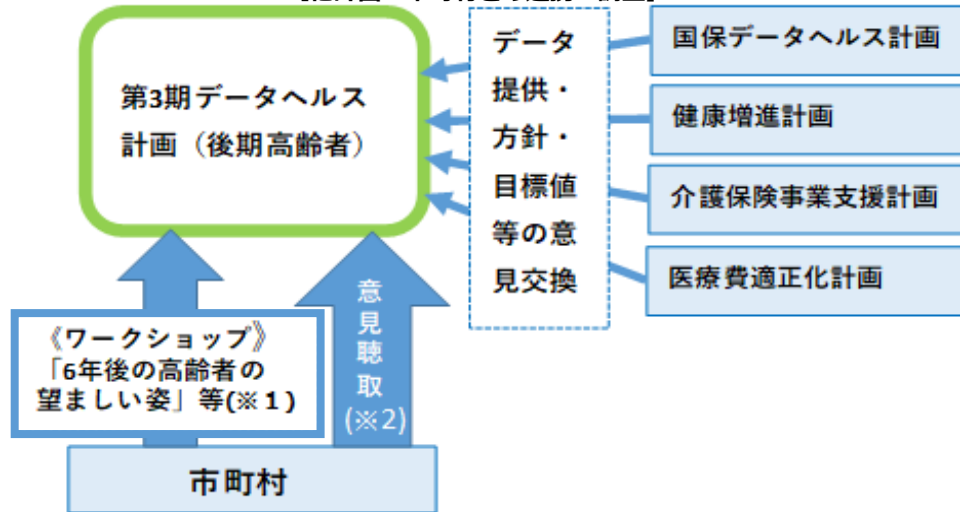 第3期データヘルス
計画（後期高齢者）
データ
提供・
方針・
目標値
等の意
見交換
国保データヘルス計画
健康増進計画
介護保険事業支援計画
医療費適正化計画
《ワークショップ》
「6年後の高齢者の
望ましい姿」等(※１)
意見聴取
(※2)
市町村